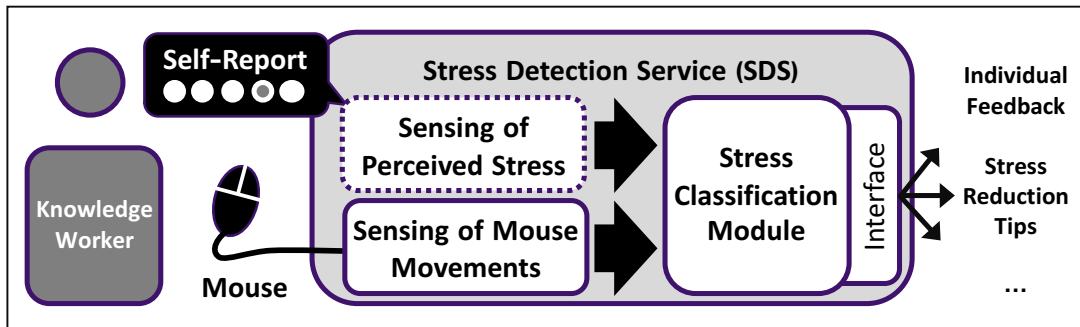 Self-Report
Stress Detection Service (SDS)
Sensing of
Perceived Stress
Sensing of Mouse
Movements
Stress
Classification
Module
Interface
Knowledge
Worker
Mouse
Individual
Feedback
Stress
Reduction
Tips
...